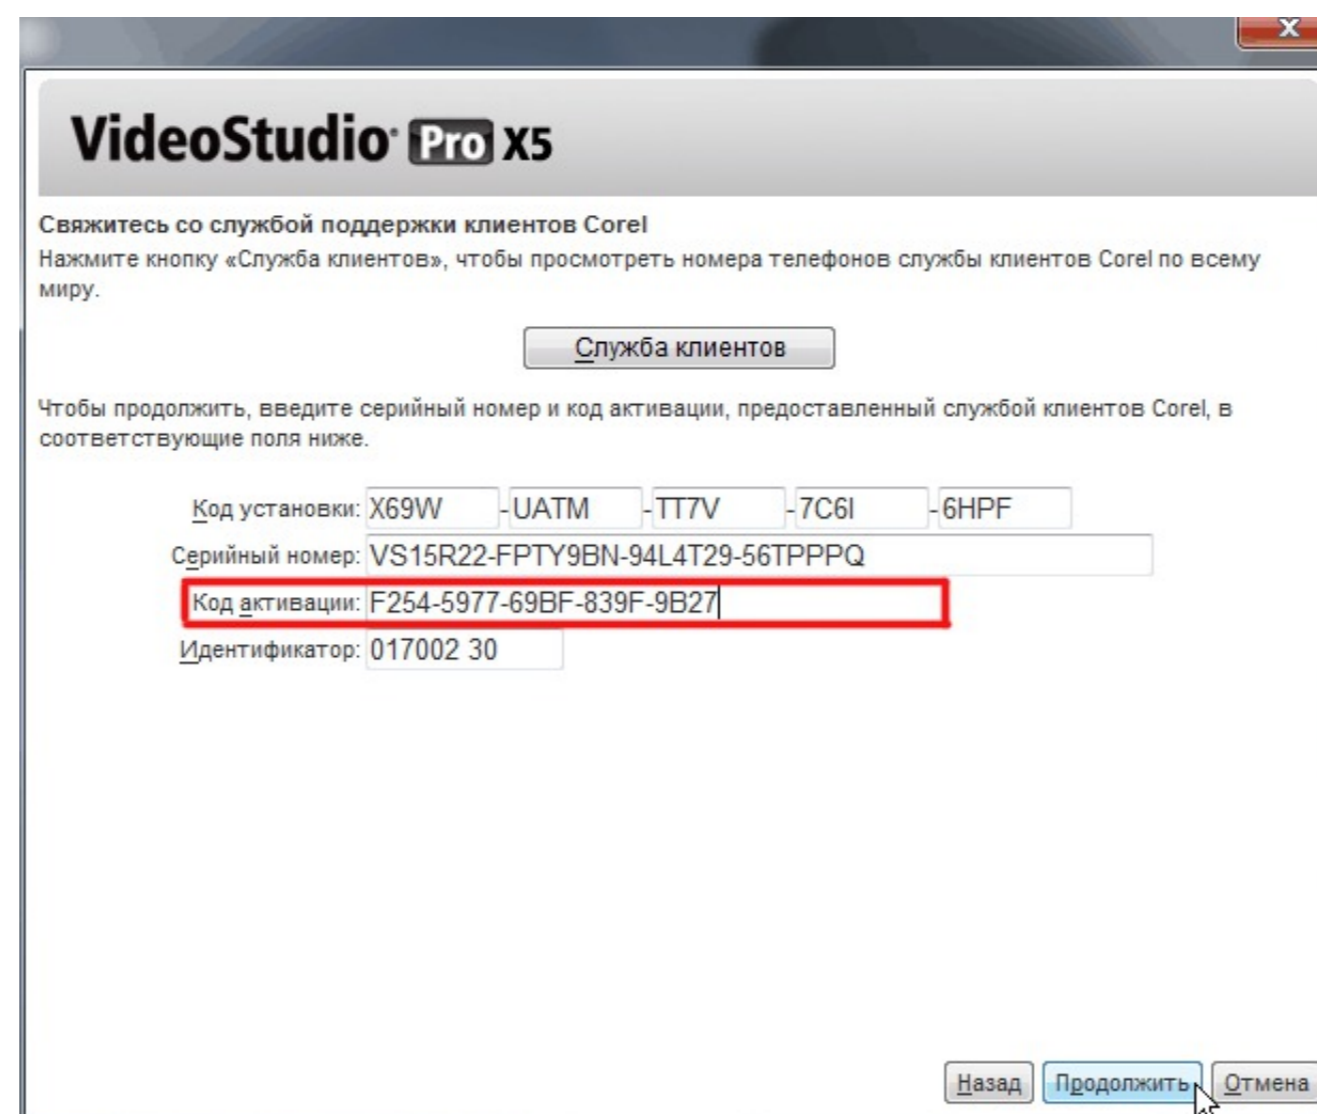 X
VideoStudio® Pro X5
Свяжитесь со службой поддержки клиентов Corel
Нажмите кнопку «Служба клиентов», чтобы просмотреть номера телефонов службы клиентов Corel по всему
миру.
Служба клиентов
Чтобы продолжить, введите серийный номер и код активации, предоставленный службой клиентов Corel, в
соответствующие поля ниже.
Код установки: X69W -UATM -TT7V -7C6I -6HPF
Серийный номер: VS15R22-FPTY9BN-94L4T29-56TPPPQ
Код активации: F254-5977-69BF-839F-9B27
Идентификатор: 017002 30
Назад Продолжить Отмена